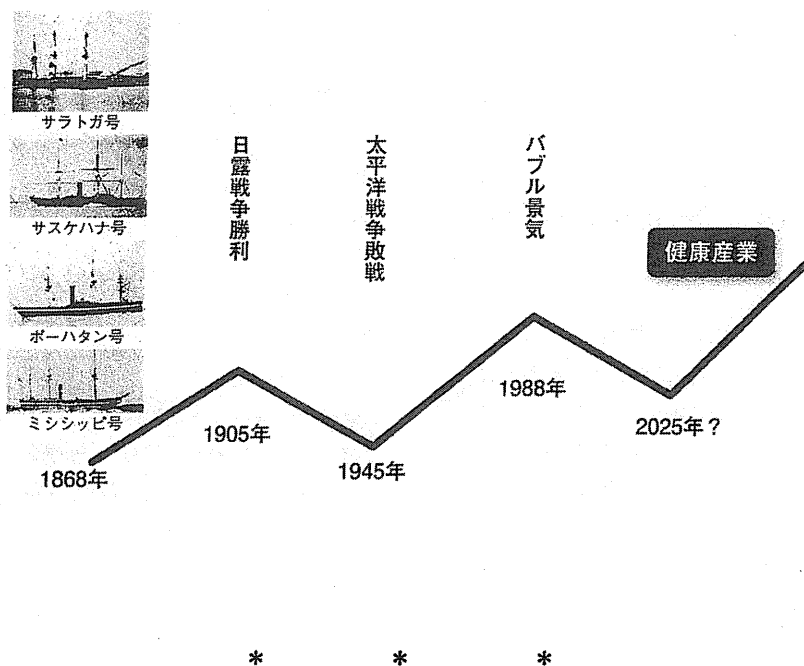 サラトガ号
サスケハナ号
ポーハタン号
ミシシッピ号
日露戦争勝利
太平洋戦争敗戦
バブル景気
健康産業
1868年
1905年
1945年
1988年
2025年？
＊ ＊ ＊